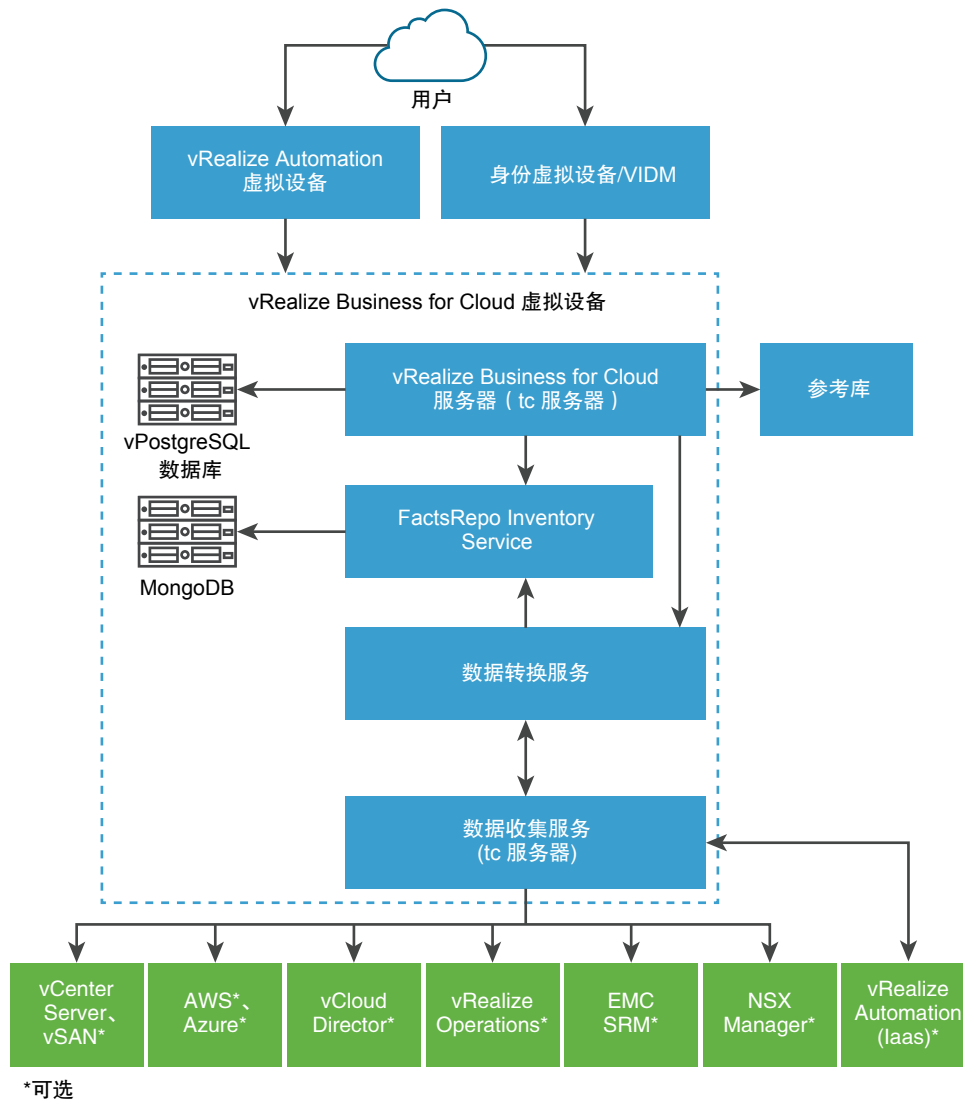 用户
vRealize Automation
虚拟设备
身份虚拟设备/VIDM
vRealize Business for Cloud 虚拟设备
vRealize Business for Cloud
服务器（tc 服务器）
参考库
vPostgreSQL
数据库
FactsRepo Inventory
Service
MongoDB
数据转换服务
数据收集服务
(tc 服务器)
vCenter
Server、
vSAN*
AWS*、
Azure*
vCloud
Director*
vRealize
Operations*
EMC
SRM*
NSX
Manager*
vRealize
Automation
(Iaas)*
*可选